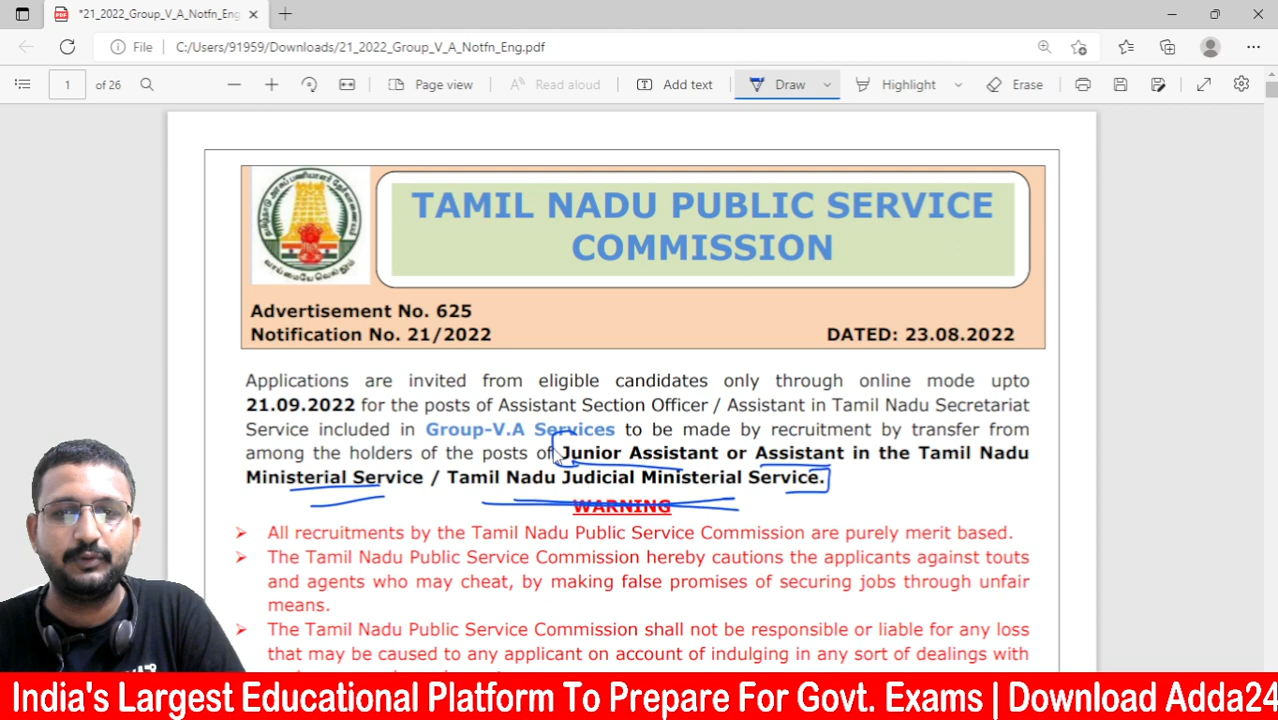 *21_2022_Group_V_A_Notfn_Eng
File C:/Users/91959/Downloads/21_2022_Group_V_A_Notfn_Eng.pdf
1 of 26 Page view Read aloud Add text Draw Highlight Erase
TAMIL NADU PUBLIC SERVICE
COMMISSION
Advertisement No. 625
Notification No. 21/2022 DATED: 23.08.2022
Applications are invited from eligible candidates only through online mode upto
21.09.2022 for the posts of Assistant Section Officer / Assistant in Tamil Nadu Secretariat
Service included in Group-V.A Services to be made by recruitment by transfer from
among the holders of the posts of Junior Assistant or Assistant in the Tamil Nadu
Ministerial Service / Tamil Nadu Judicial Ministerial Service.
WARNING
All recruitments by the Tamil Nadu Public Service Commission are purely merit based.
The Tamil Nadu Public Service Commission hereby cautions the applicants against touts
and agents who may cheat, by making false promises of securing jobs through unfair
means.
The Tamil Nadu Public Service Commission shall not be responsible or liable for any loss
that may be caused to any applicant on account of indulging in any sort of dealings with
India's Largest Educational Platform To Prepare For Govt. Exams | Download Adda24